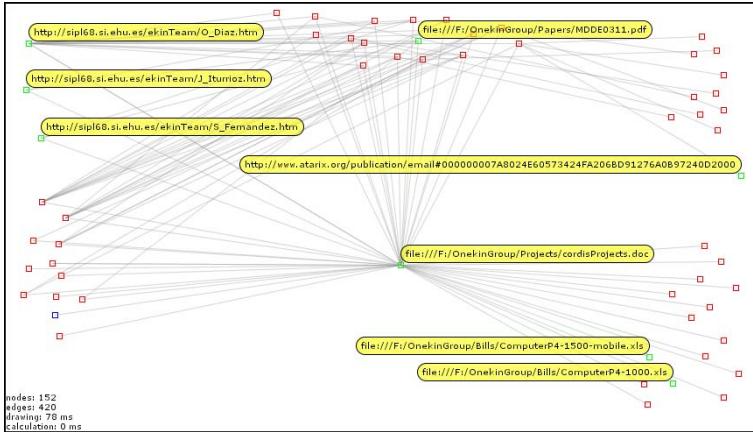 http://sipl68.si.ehu.es/ekinTeam/O_Diaz.htm
file:///F:/OnekinGroup/Papers/MDDE0311.pdf
http://sipl68.si.ehu.es/ekinTeam/J_Iturrioz.htm
http://sipl68.si.ehu.es/ekinTeam/S_Fernandez.htm
http://www.atarix.org/publication/email#000000007A8024E60573424FA206BD91276A0B97240D2000
file:///F:/OnekinGroup/Projects/cordisProjects.doc
file:///F:/OnekinGroup/Bills/ComputerP4-1500-mobile.xls
file:///F:/OnekinGroup/Bills/ComputerP4-1000.xls
nodes: 152
edges: 420
drawing: 78 ms
calculation: 0 ms